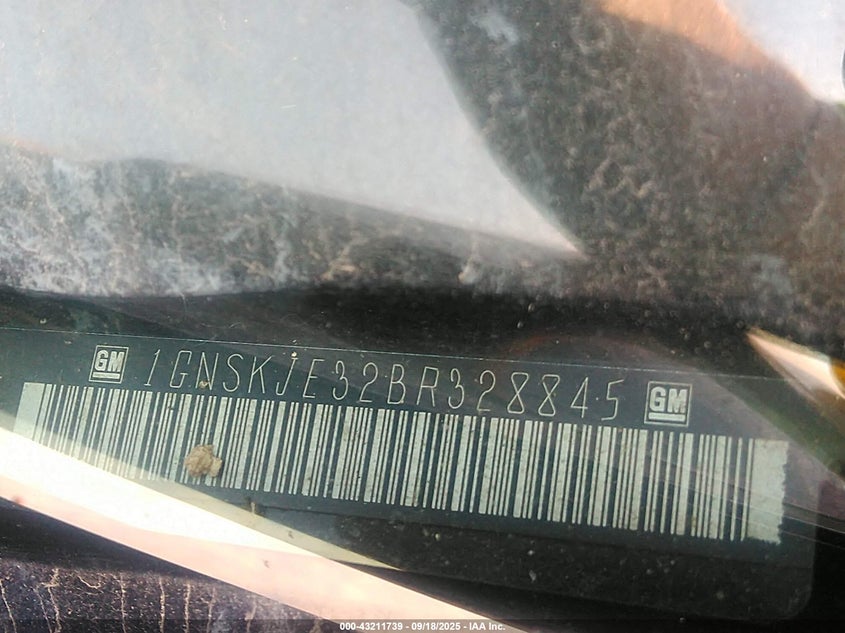 GM 1GNSKJE32BR328845 GM
000-43211739 - 09/18/2025 - IAA Inc.